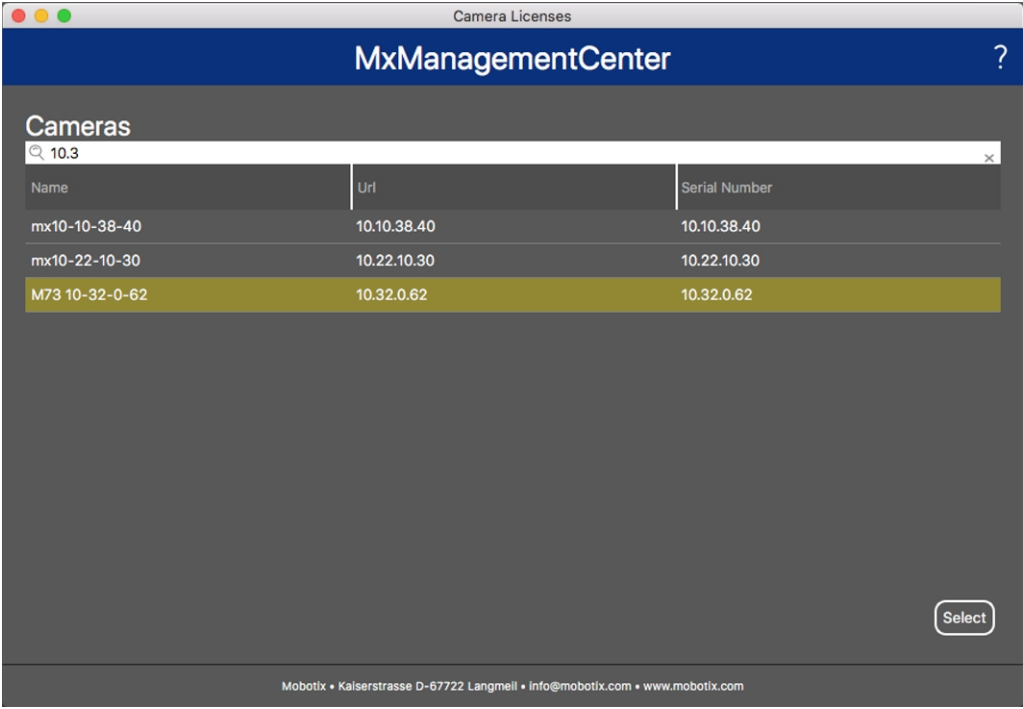 Camera Licenses
MxManagementCenter ?
Cameras
10.3
Name Url Serial Number
mx10-10-38-40 10.10.38.40 10.10.38.40
mx10-22-10-30 10.22.10.30 10.22.10.30
M73 10-32-0-62 10.32.0.62 10.32.0.62
Select
Mobotix • Kaiserstrasse D-67722 Langmeil • info@mobotix.com • www.mobotix.com